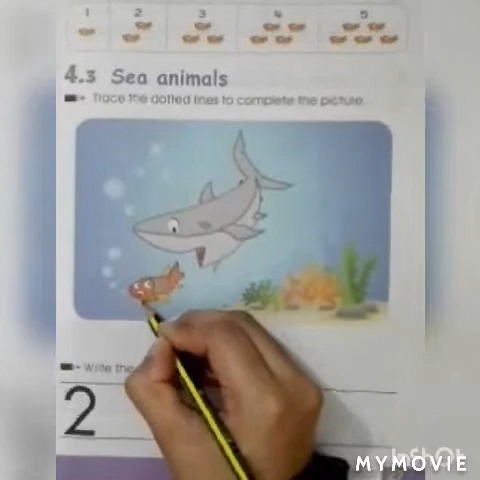 1 2 3 4 5
4.3 Sea animals
Trace the dotted lines to complete the picture.
Write the
2
MYMOVIE